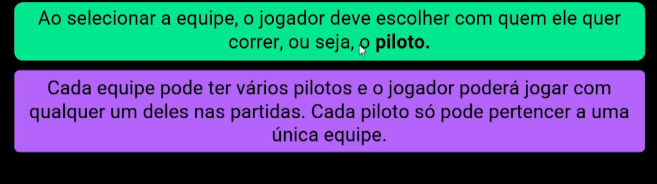 Ao selecionar a equipe, o jogador deve escolher com quem ele quer
correr, ou seja, o piloto.
Cada equipe pode ter vários pilotos e o jogador poderá jogar com
qualquer um deles nas partidas. Cada piloto só pode pertencer a uma
única equipe.